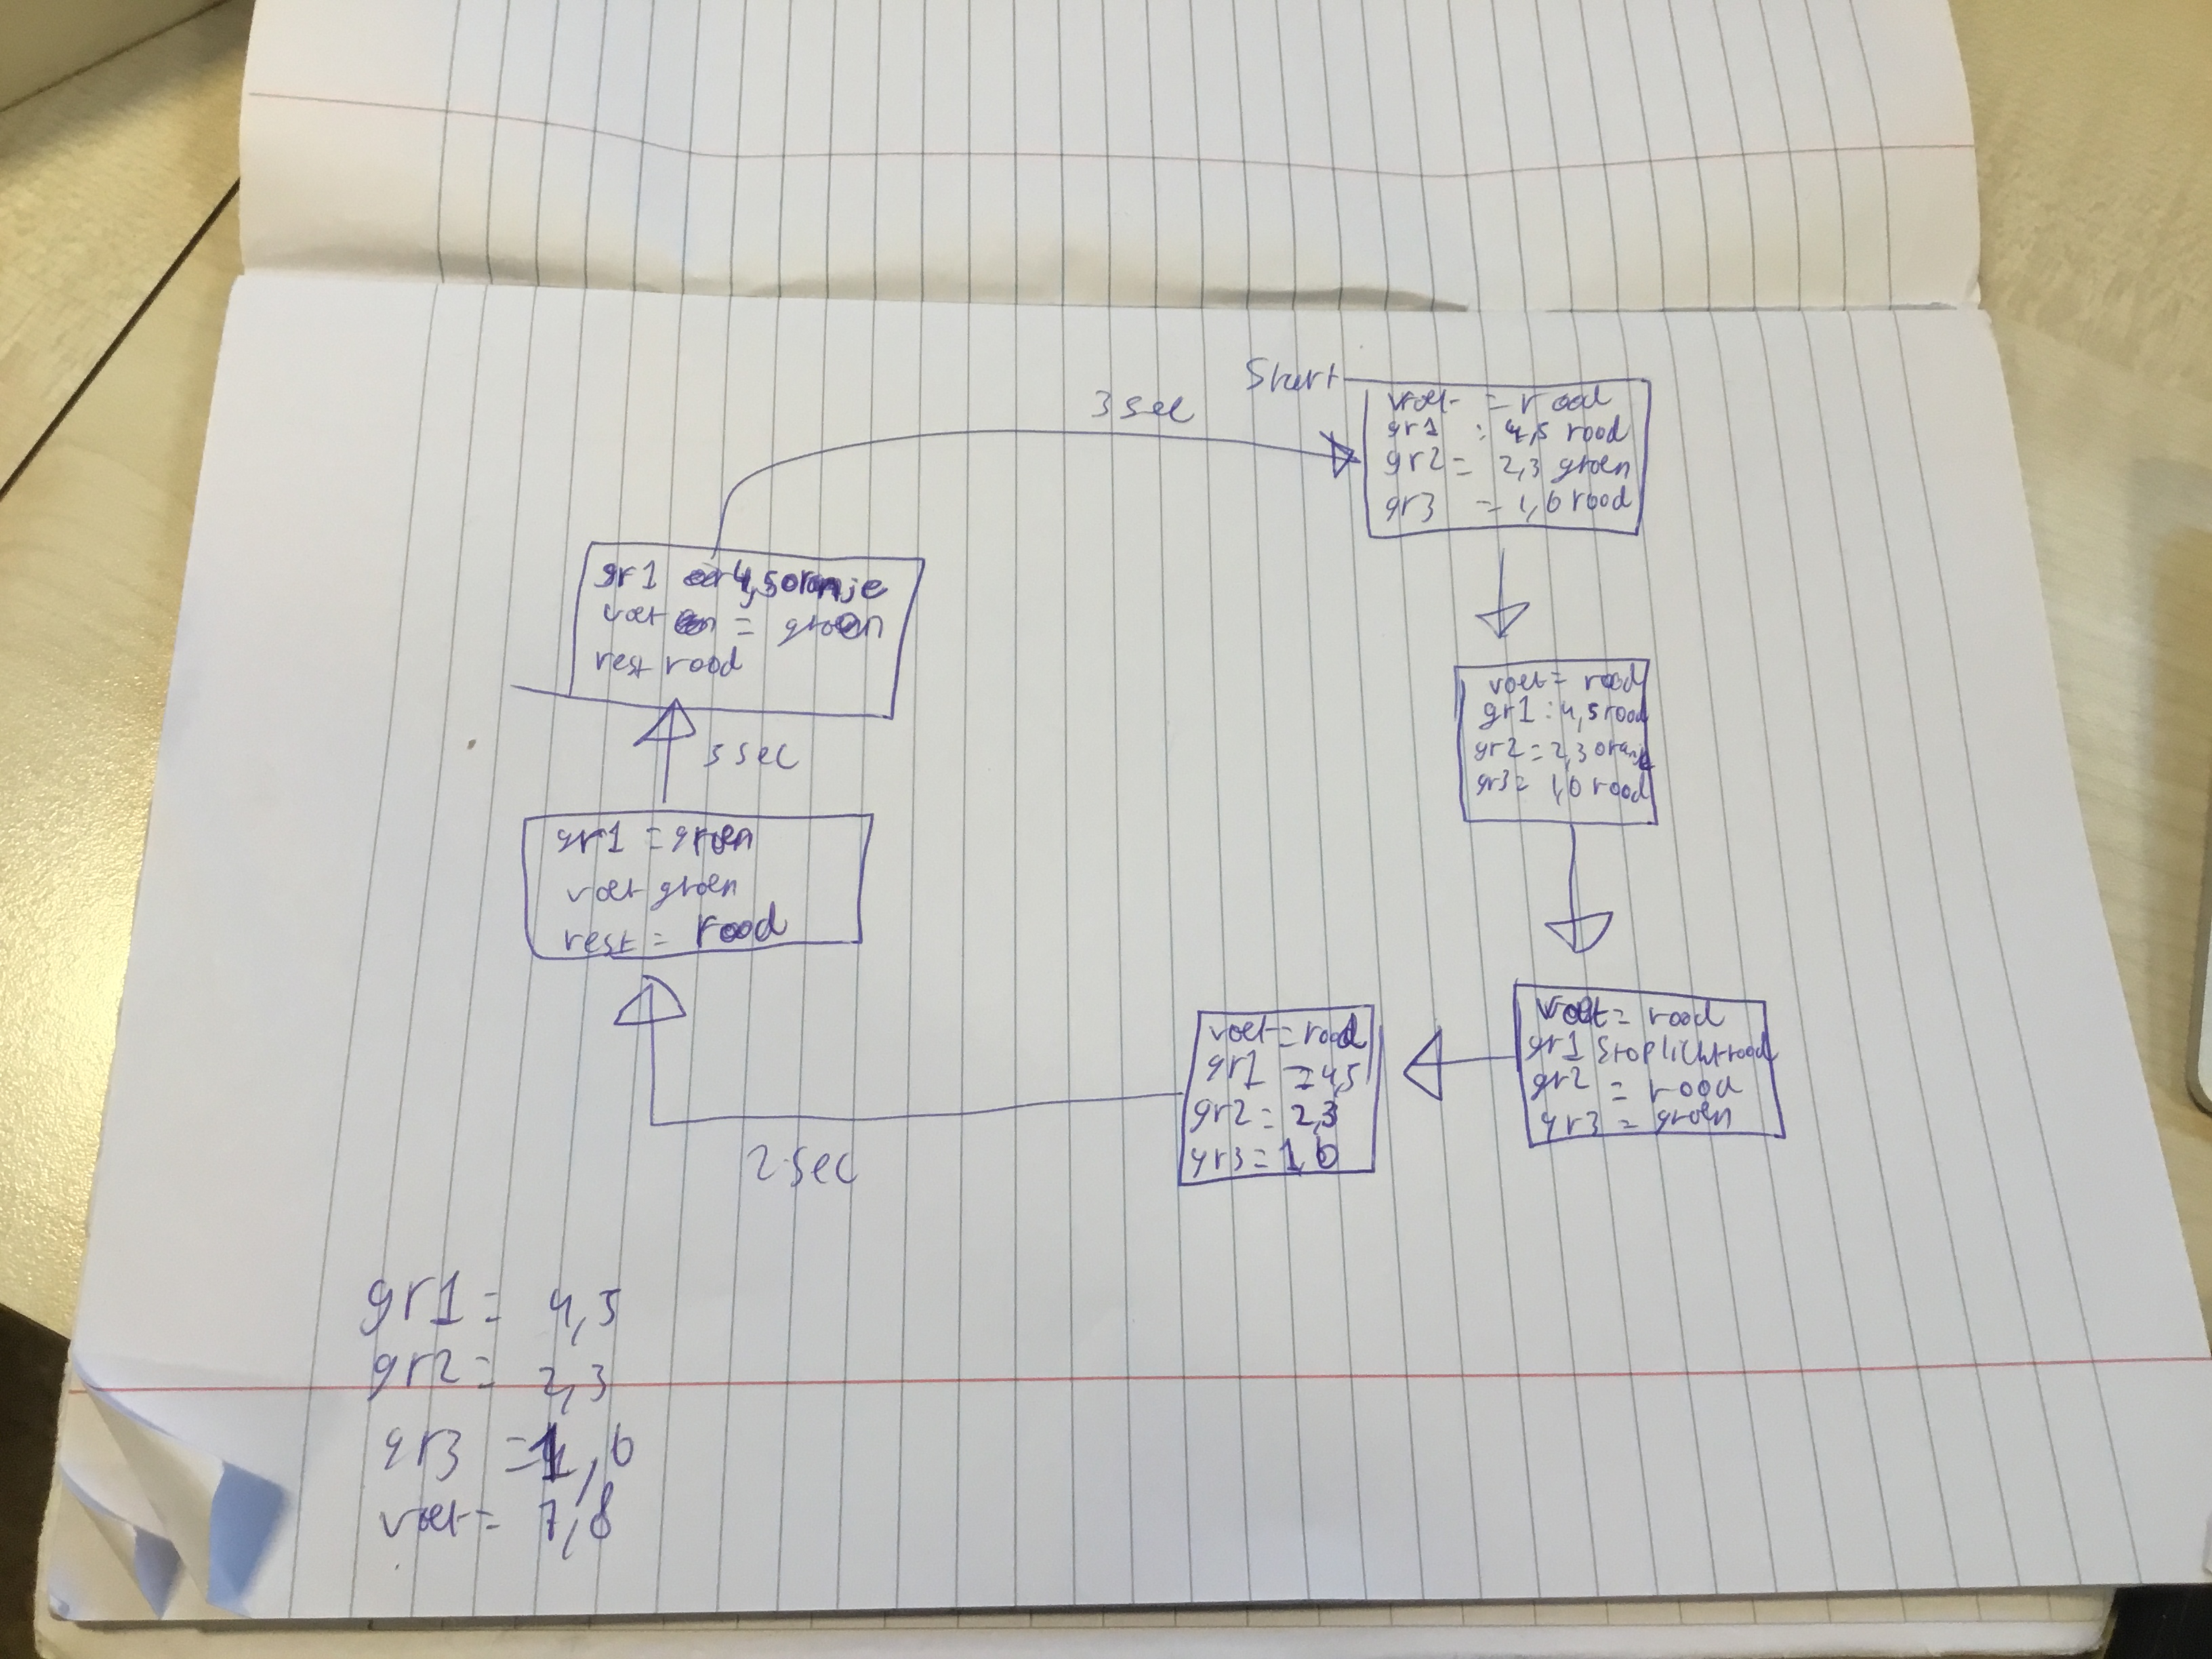 Start
voet = rood
gr1 : 4,5 rood
gr2 = 2,3 groen
gr3 = 1,6 rood
voet = rood
gr1 : 4,5 rood
gr2 = 2,3 oranje
gr3 = 1,6 rood
voet = rood
gr1 stoplicht rood
gr2 = rood
gr3 = groen
voet = rood
gr1 = 4,5
gr2 = 2,3
gr3 = 1,6
2 sec
gr1 = groen
voet groen
rest = rood
3 sec
gr1 4,5 oranje
voet = groen
rest rood
3 sec
gr1 = 4,5
gr2 = 2,3
gr3 = 1,6
voet = 7,8